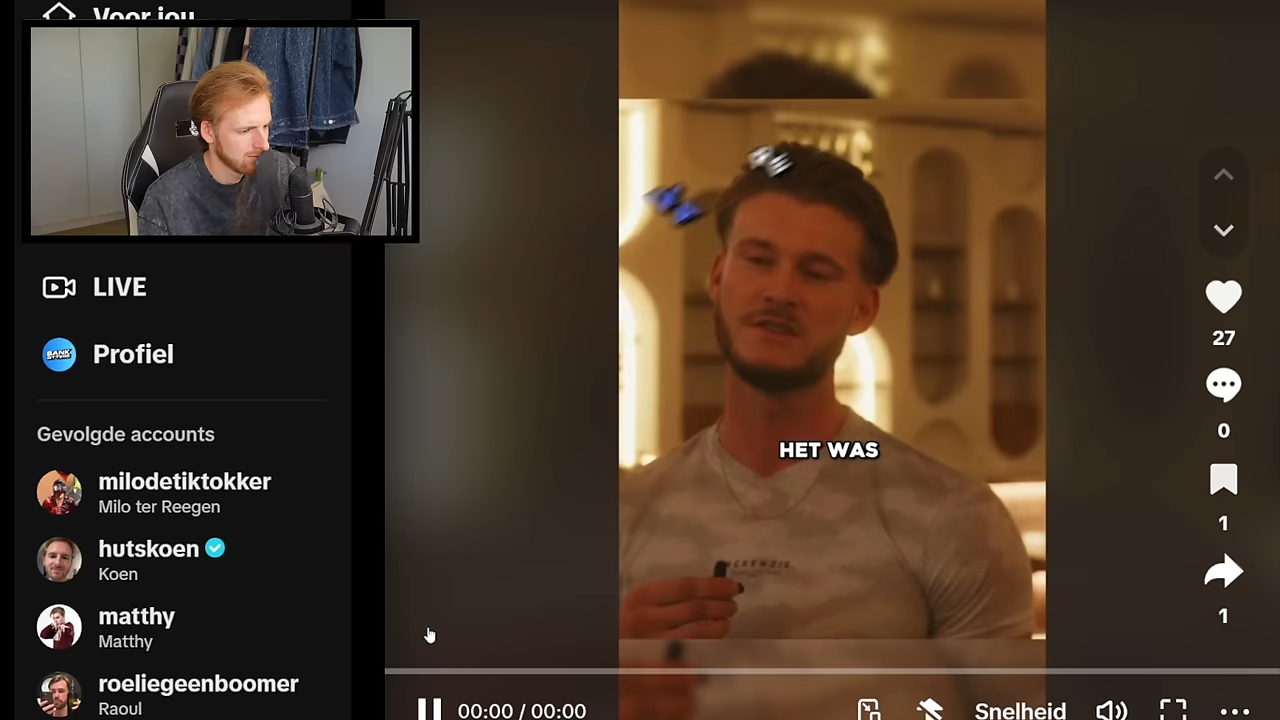 Voor jou
LIVE
BANK
Profiel
Gevolgde accounts
milodetiktokker
Milo ter Reegen
hutskoen
Koen
matthy
Matthy
roeliegeenboomer
Raoul
HET WAS
27
0
1
1
00:00 / 00:00
Snelheid